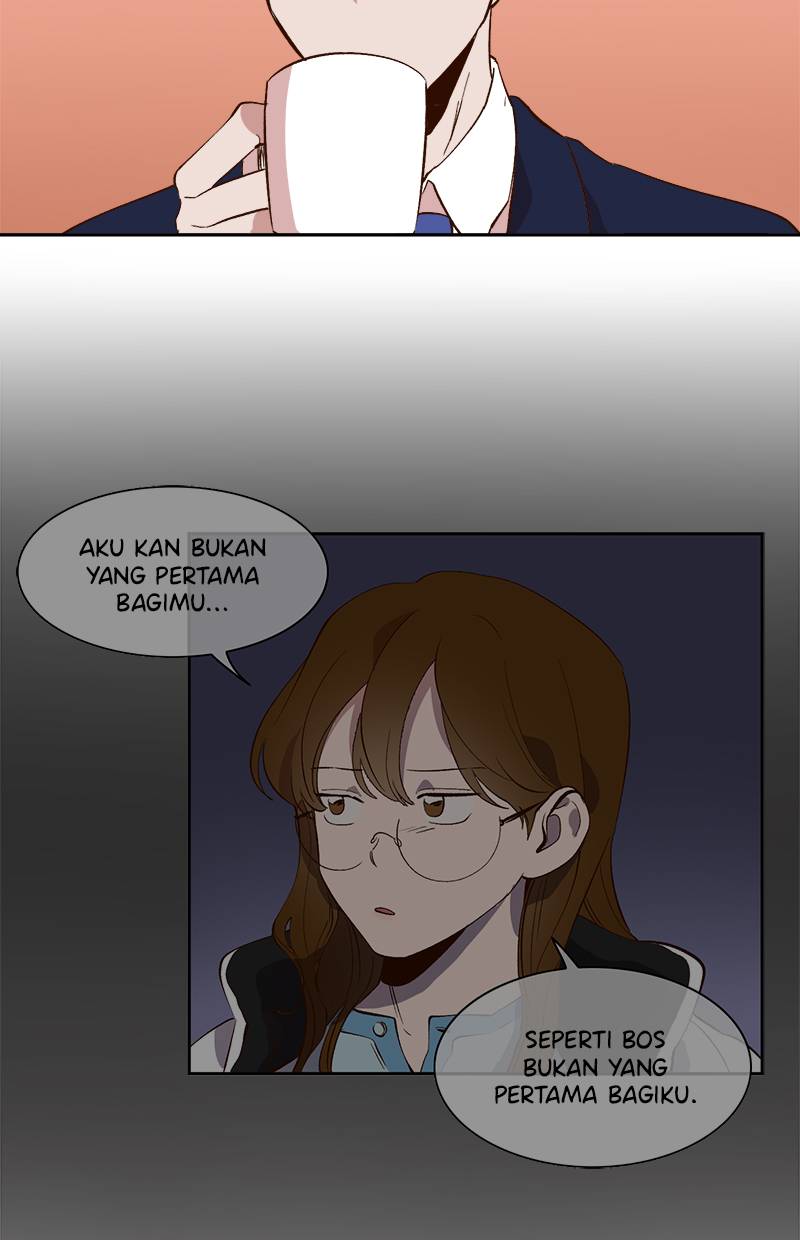 AKU KAN BUKAN
YANG PERTAMA
BAGIMU...
SEPERTI BOS
BUKAN YANG
PERTAMA BAGIKU.